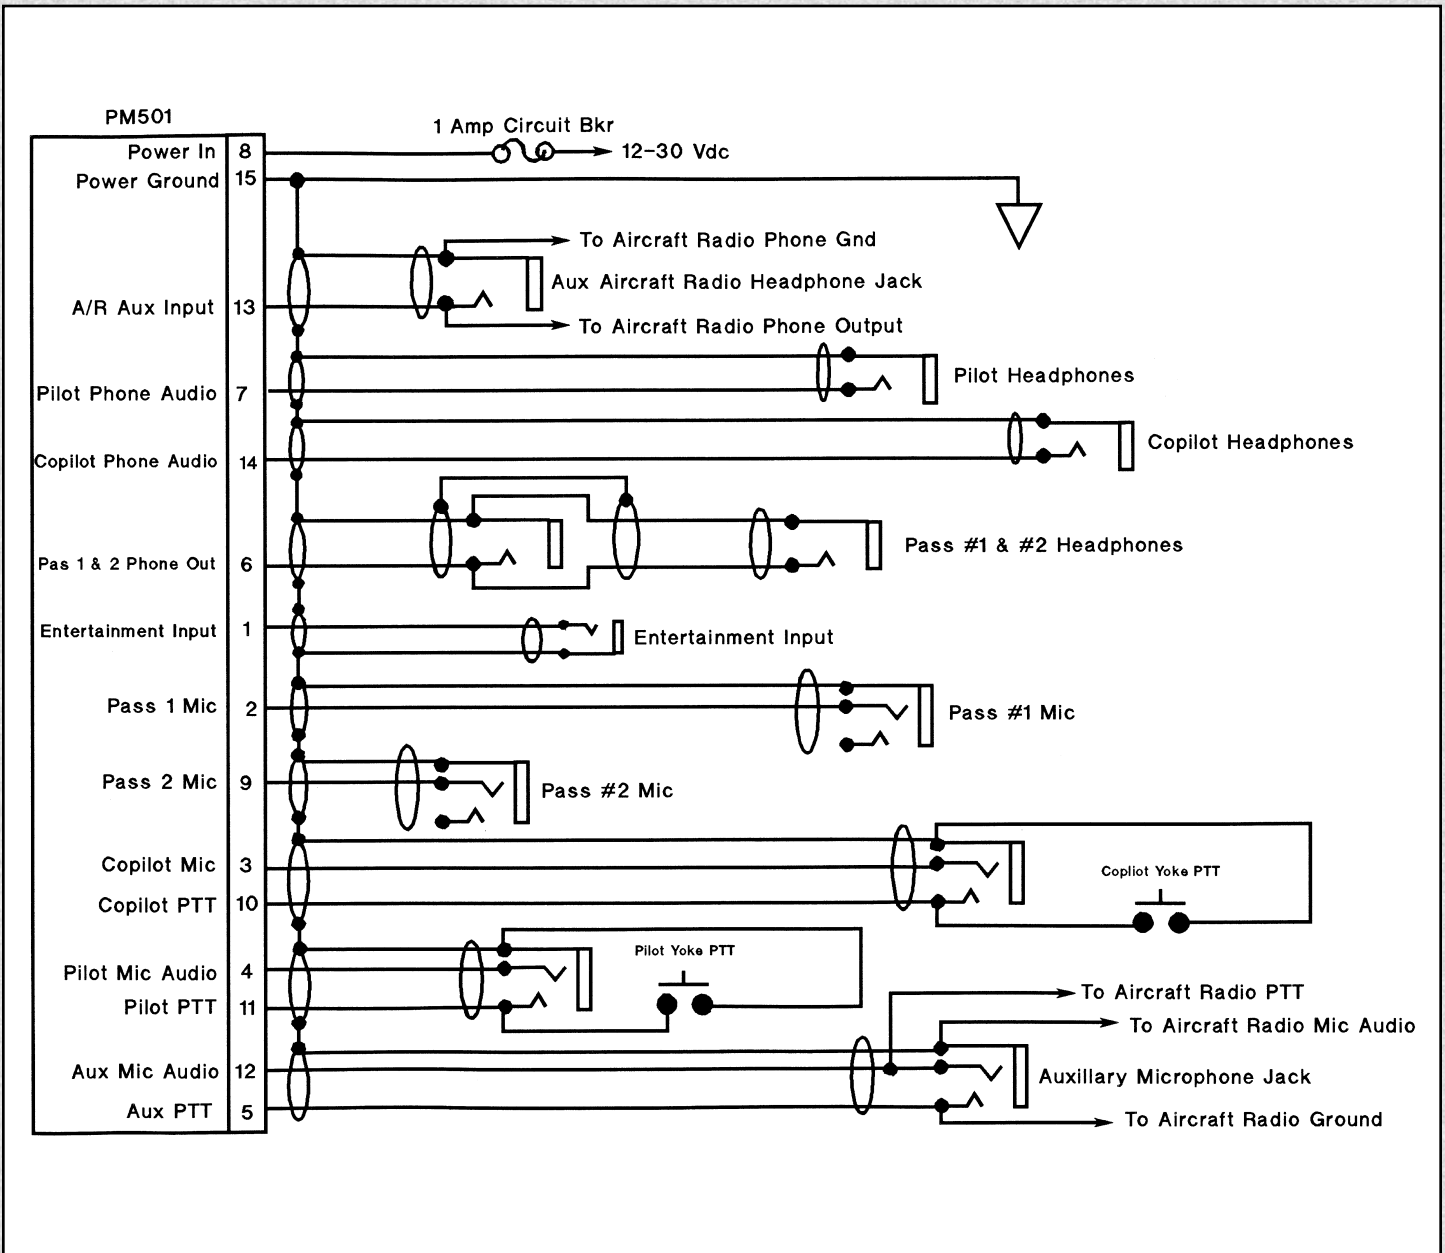 PM501
1 Amp Circuit Bkr
Power In 8 12-30 Vdc
Power Ground 15
To Aircraft Radio Phone Gnd
Aux Aircraft Radio Headphone Jack
A/R Aux Input 13
To Aircraft Radio Phone Output
Pilot Headphones
Pilot Phone Audio 7
Copilot Headphones
Copilot Phone Audio 14
Pass #1 & #2 Headphones
Pas 1 & 2 Phone Out 6
Entertainment Input 1 Entertainment Input
Pass 1 Mic 2 Pass #1 Mic
Pass 2 Mic 9 Pass #2 Mic
Copilot Mic 3 Copliot Yoke PTT
Copilot PTT 10
Pilot Yoke PTT
Pilot Mic Audio 4
To Aircraft Radio PTT
Pilot PTT 11
To Aircraft Radio Mic Audio
Aux Mic Audio 12 Auxillary Microphone Jack
Aux PTT 5 To Aircraft Radio Ground